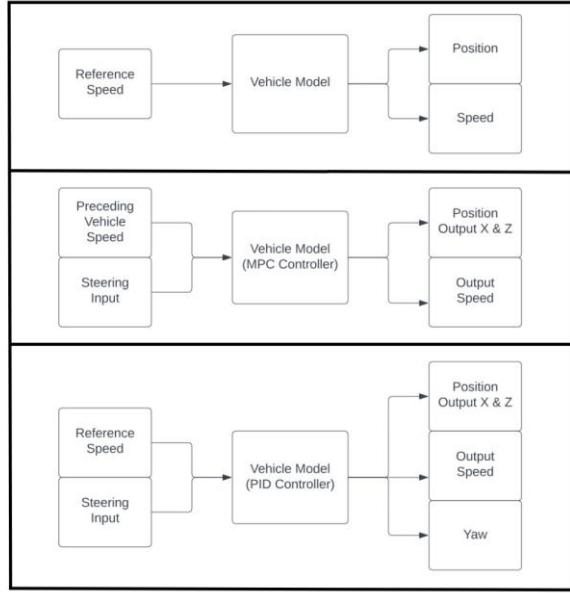 Reference
Speed
Vehicle Model
Position
Speed
Preceding
Vehicle
Speed
Steering
Input
Vehicle Model
(MPC Controller)
Position
Output X & Z
Output
Speed
Reference
Speed
Steering
Input
Vehicle Model
(PID Controller)
Position
Output X & Z
Output
Speed
Yaw